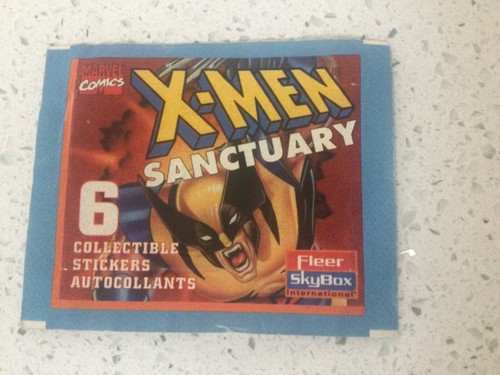 MARVEL
COMICS
X-MEN
SANCTUARY
6
COLLECTIBLE
STICKERS
AUTOCOLLANTS
Fleer
SkyBox
International